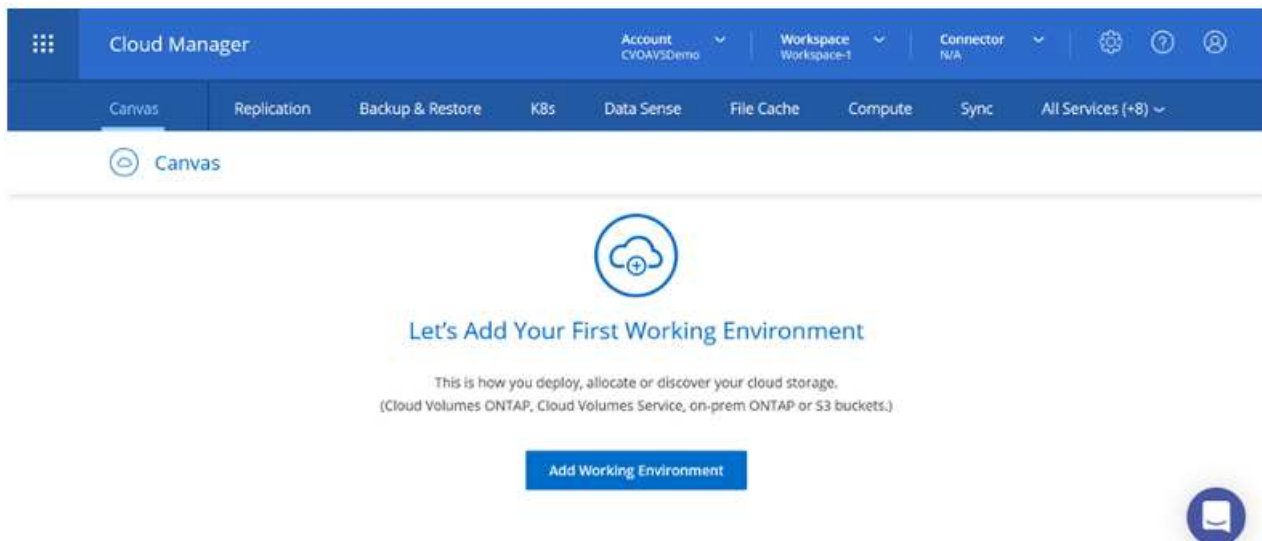 Cloud Manager
Account
CVOAVSDemo
Workspace
Workspace-1
Connector
N/A
Canvas
Replication
Backup & Restore
K8s
Data Sense
File Cache
Compute
Sync
All Services (+8)
Canvas
Let's Add Your First Working Environment
This is how you deploy, allocate or discover your cloud storage.
(Cloud Volumes ONTAP, Cloud Volumes Service, on-prem ONTAP or S3 buckets.)
Add Working Environment